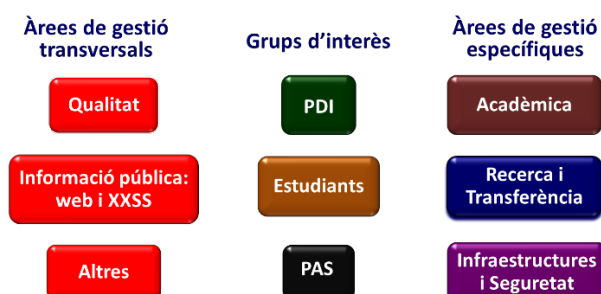 Àrees de gestió
transversals
Grups d'interès
Àrees de gestió
específiques
Qualitat
PDI
Acadèmica
Informació pública:
web i XXSS
Estudiants
Recerca i
Transferència
Altres
PAS
Infraestructures
i Seguretat